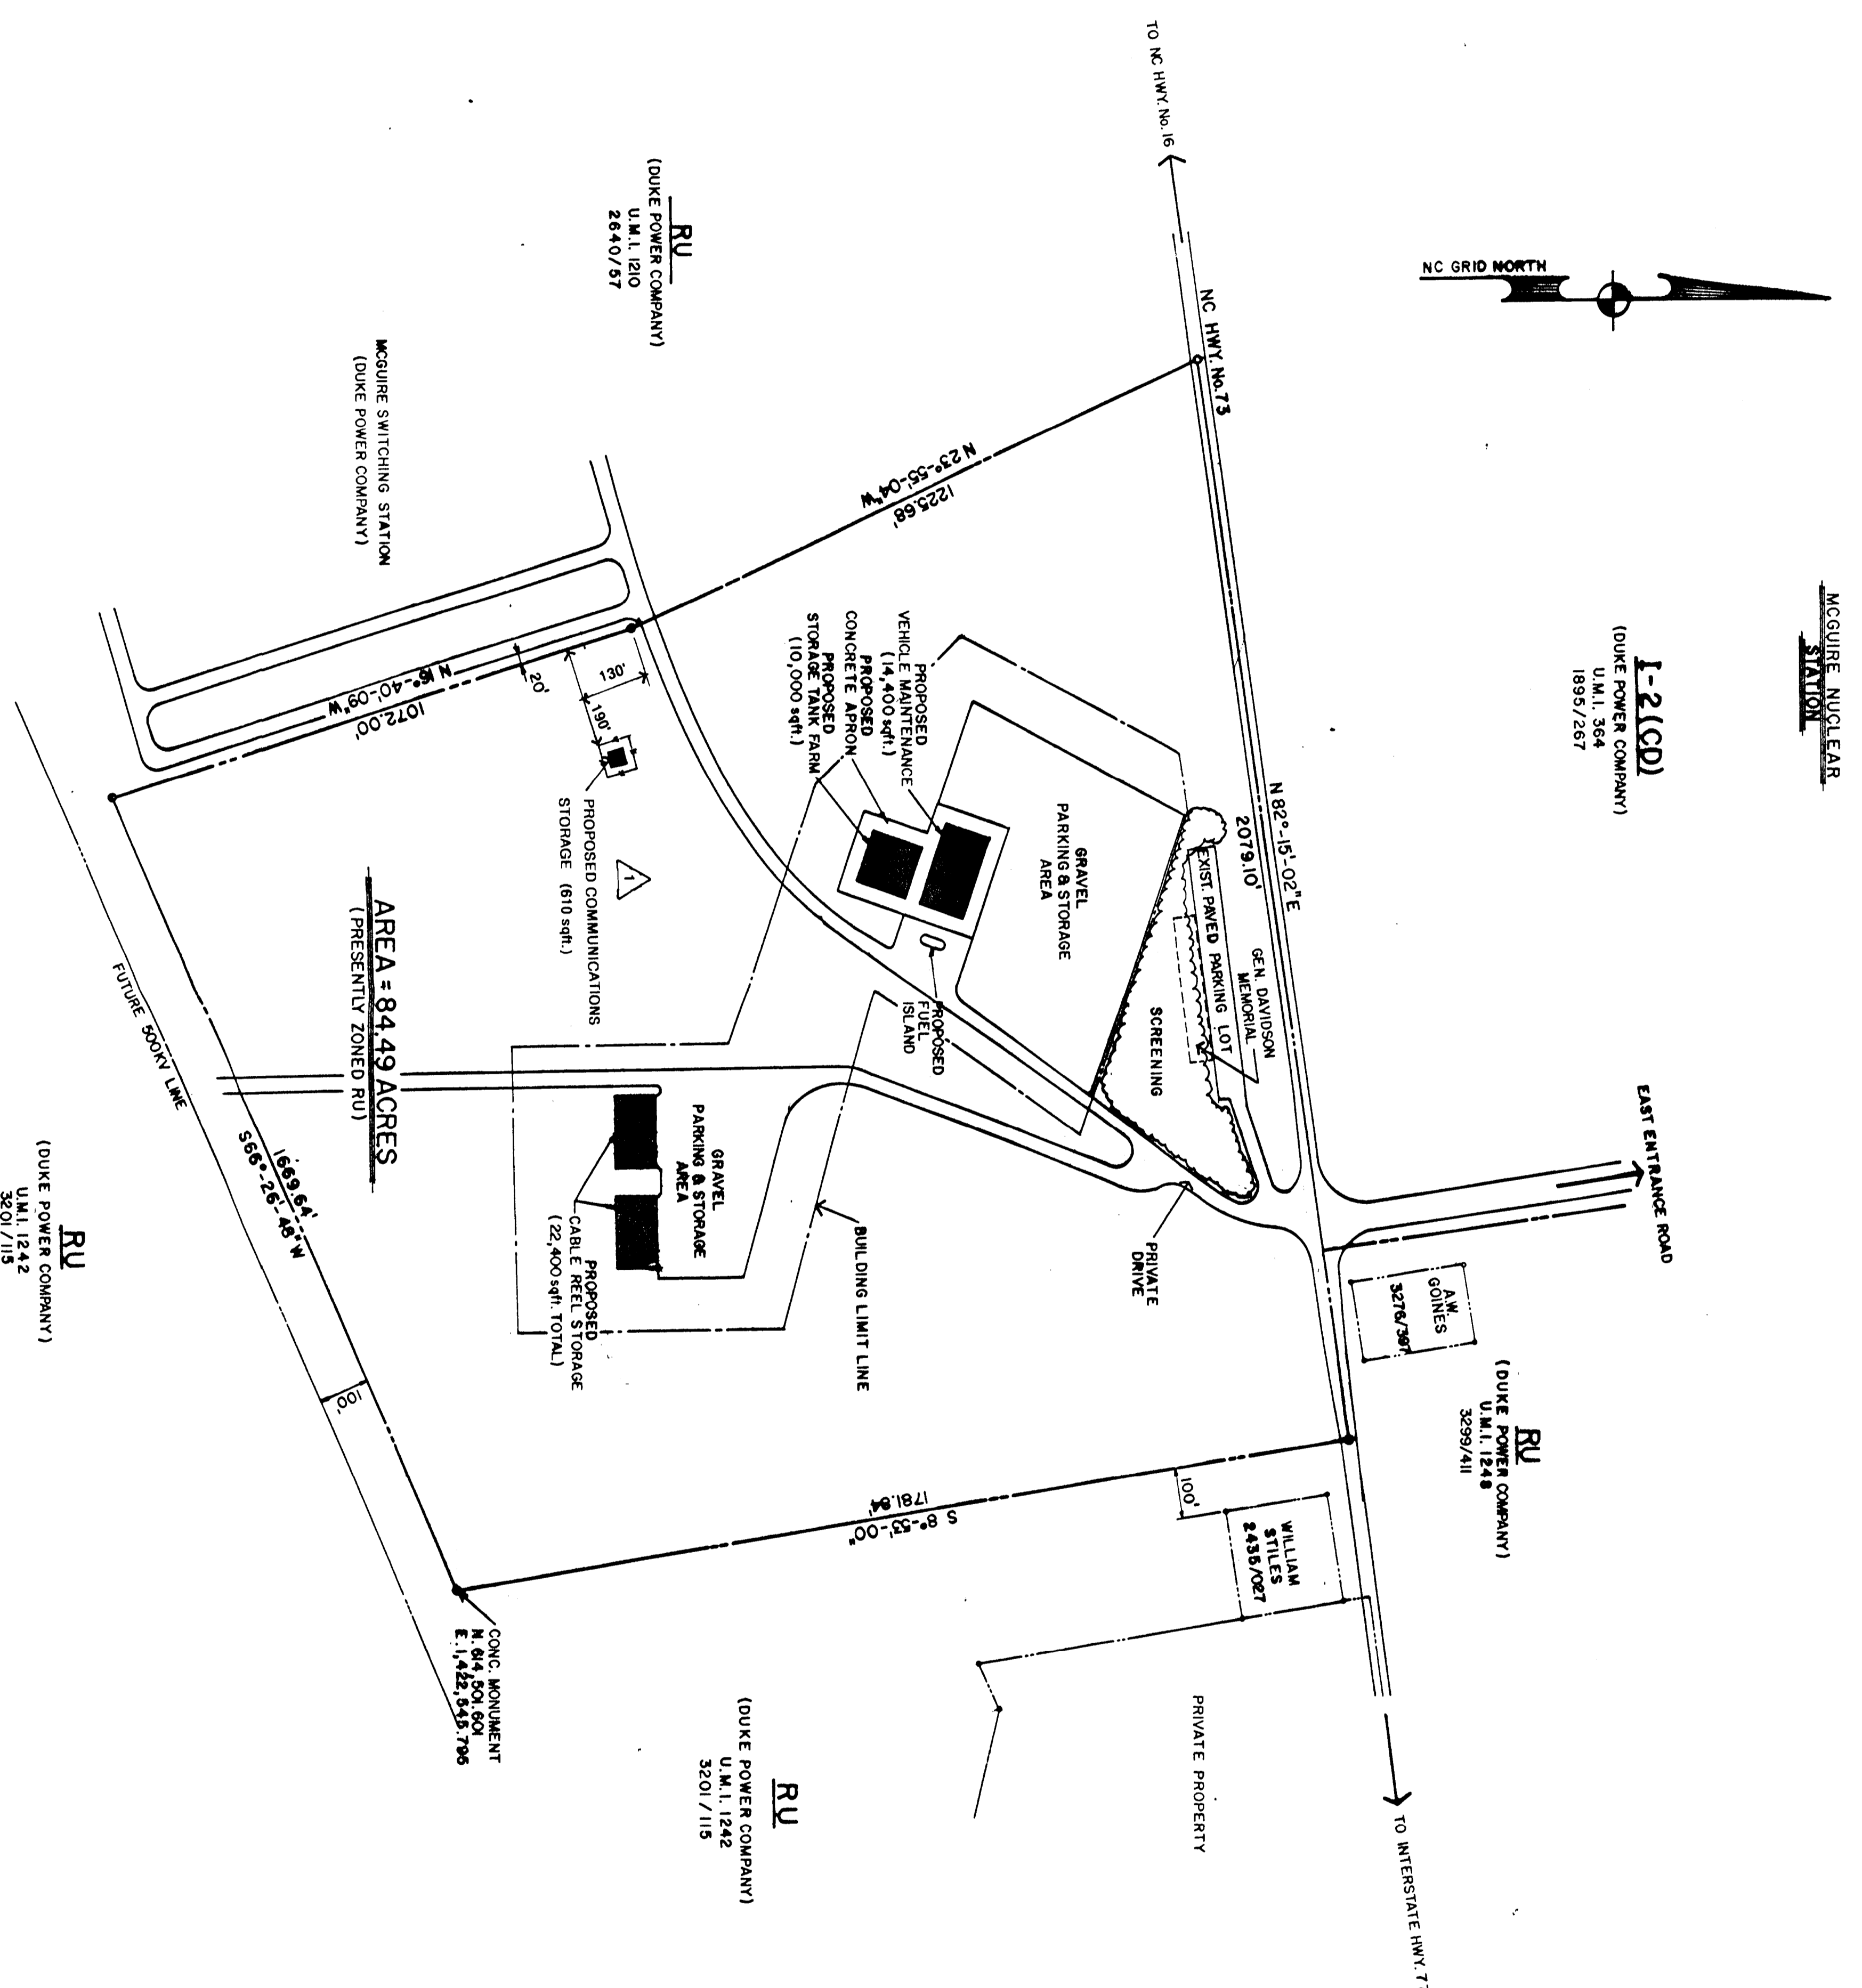 MCGUIRE NUCLEAR
STATION
I-2(CD)
(DUKE POWER COMPANY)
U.M.I. 364
1895/267
NC GRID NORTH
TO NC HWY. No. 16
NC HWY. No. 73
N 82°-15'-02"E
2079.10'
EAST ENTRANCE ROAD
A.W.
GOINES
3276/397
RU
(DUKE POWER COMPANY)
U.M.I. 1248
3299/411
TO INTERSTATE HWY. 77
GEN. DAVIDSON
MEMORIAL
EXIST. PAVED PARKING LOT
SCREENING
GRAVEL
PARKING & STORAGE
AREA
PRIVATE
DRIVE
100'
WILLIAM
STILES
2435/027
PRIVATE PROPERTY
N 23°-55'-04"W
1225.68'
PROPOSED
VEHICLE MAINTENANCE
(14,400 sqft.)
PROPOSED
CONCRETE APRON
PROPOSED
STORAGE TANK FARM
(10,000 sqft.)
PROPOSED
FUEL
ISLAND
BUILDING LIMIT LINE
S 8°-53'-00"
1781.84'
RU
(DUKE POWER COMPANY)
U.M.I. 1210
2640/57
130'
190'
20'
1
PROPOSED COMMUNICATIONS
STORAGE (610 sqft.)
GRAVEL
PARKING & STORAGE
AREA
PROPOSED
CABLE REEL STORAGE
(22,400 sqft. TOTAL)
RU
(DUKE POWER COMPANY)
U.M.I. 1242
3201/115
MCGUIRE SWITCHING STATION
(DUKE POWER COMPANY)
N 16°-40'-09"W
1072.00'
AREA = 84.49 ACRES
(PRESENTLY ZONED RU)
CONC. MONUMENT
N. 614,501.601
100'
1669.64'
S66°-26'-48"W
FUTURE 500KV LINE
RU
(DUKE POWER COMPANY)
U.M.I. 1242
3201/115